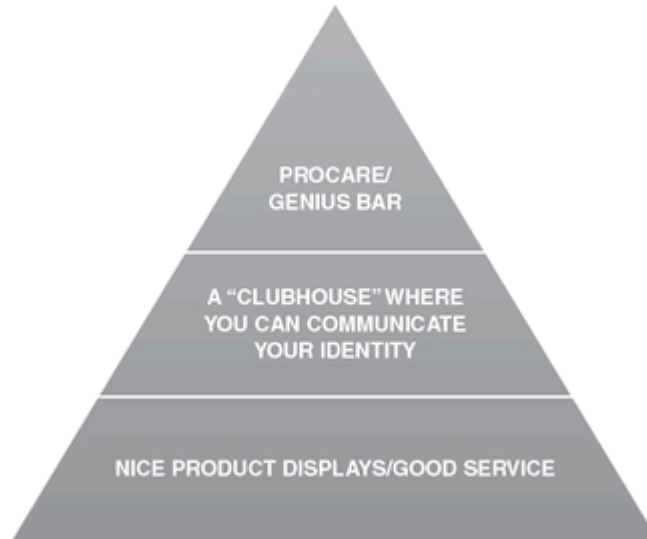 PROCARE/
GENIUS BAR
A “CLUBHOUSE” WHERE
YOU CAN COMMUNICATE
YOUR IDENTITY
NICE PRODUCT DISPLAYS/GOOD SERVICE